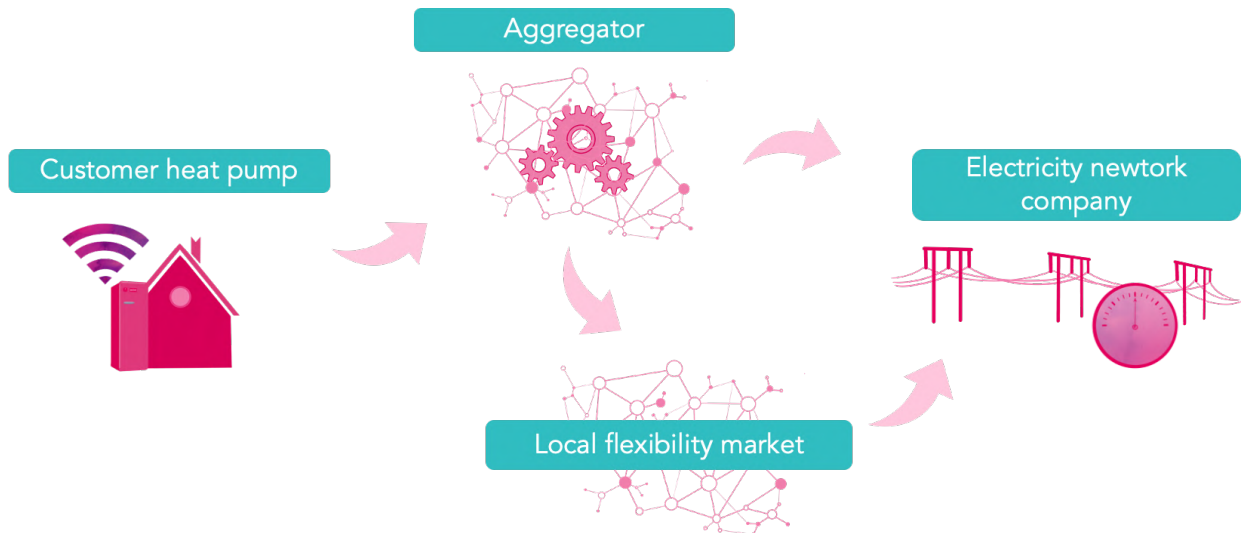 Aggregator
Customer heat pump
Electricity newtork
company
Local flexibility market